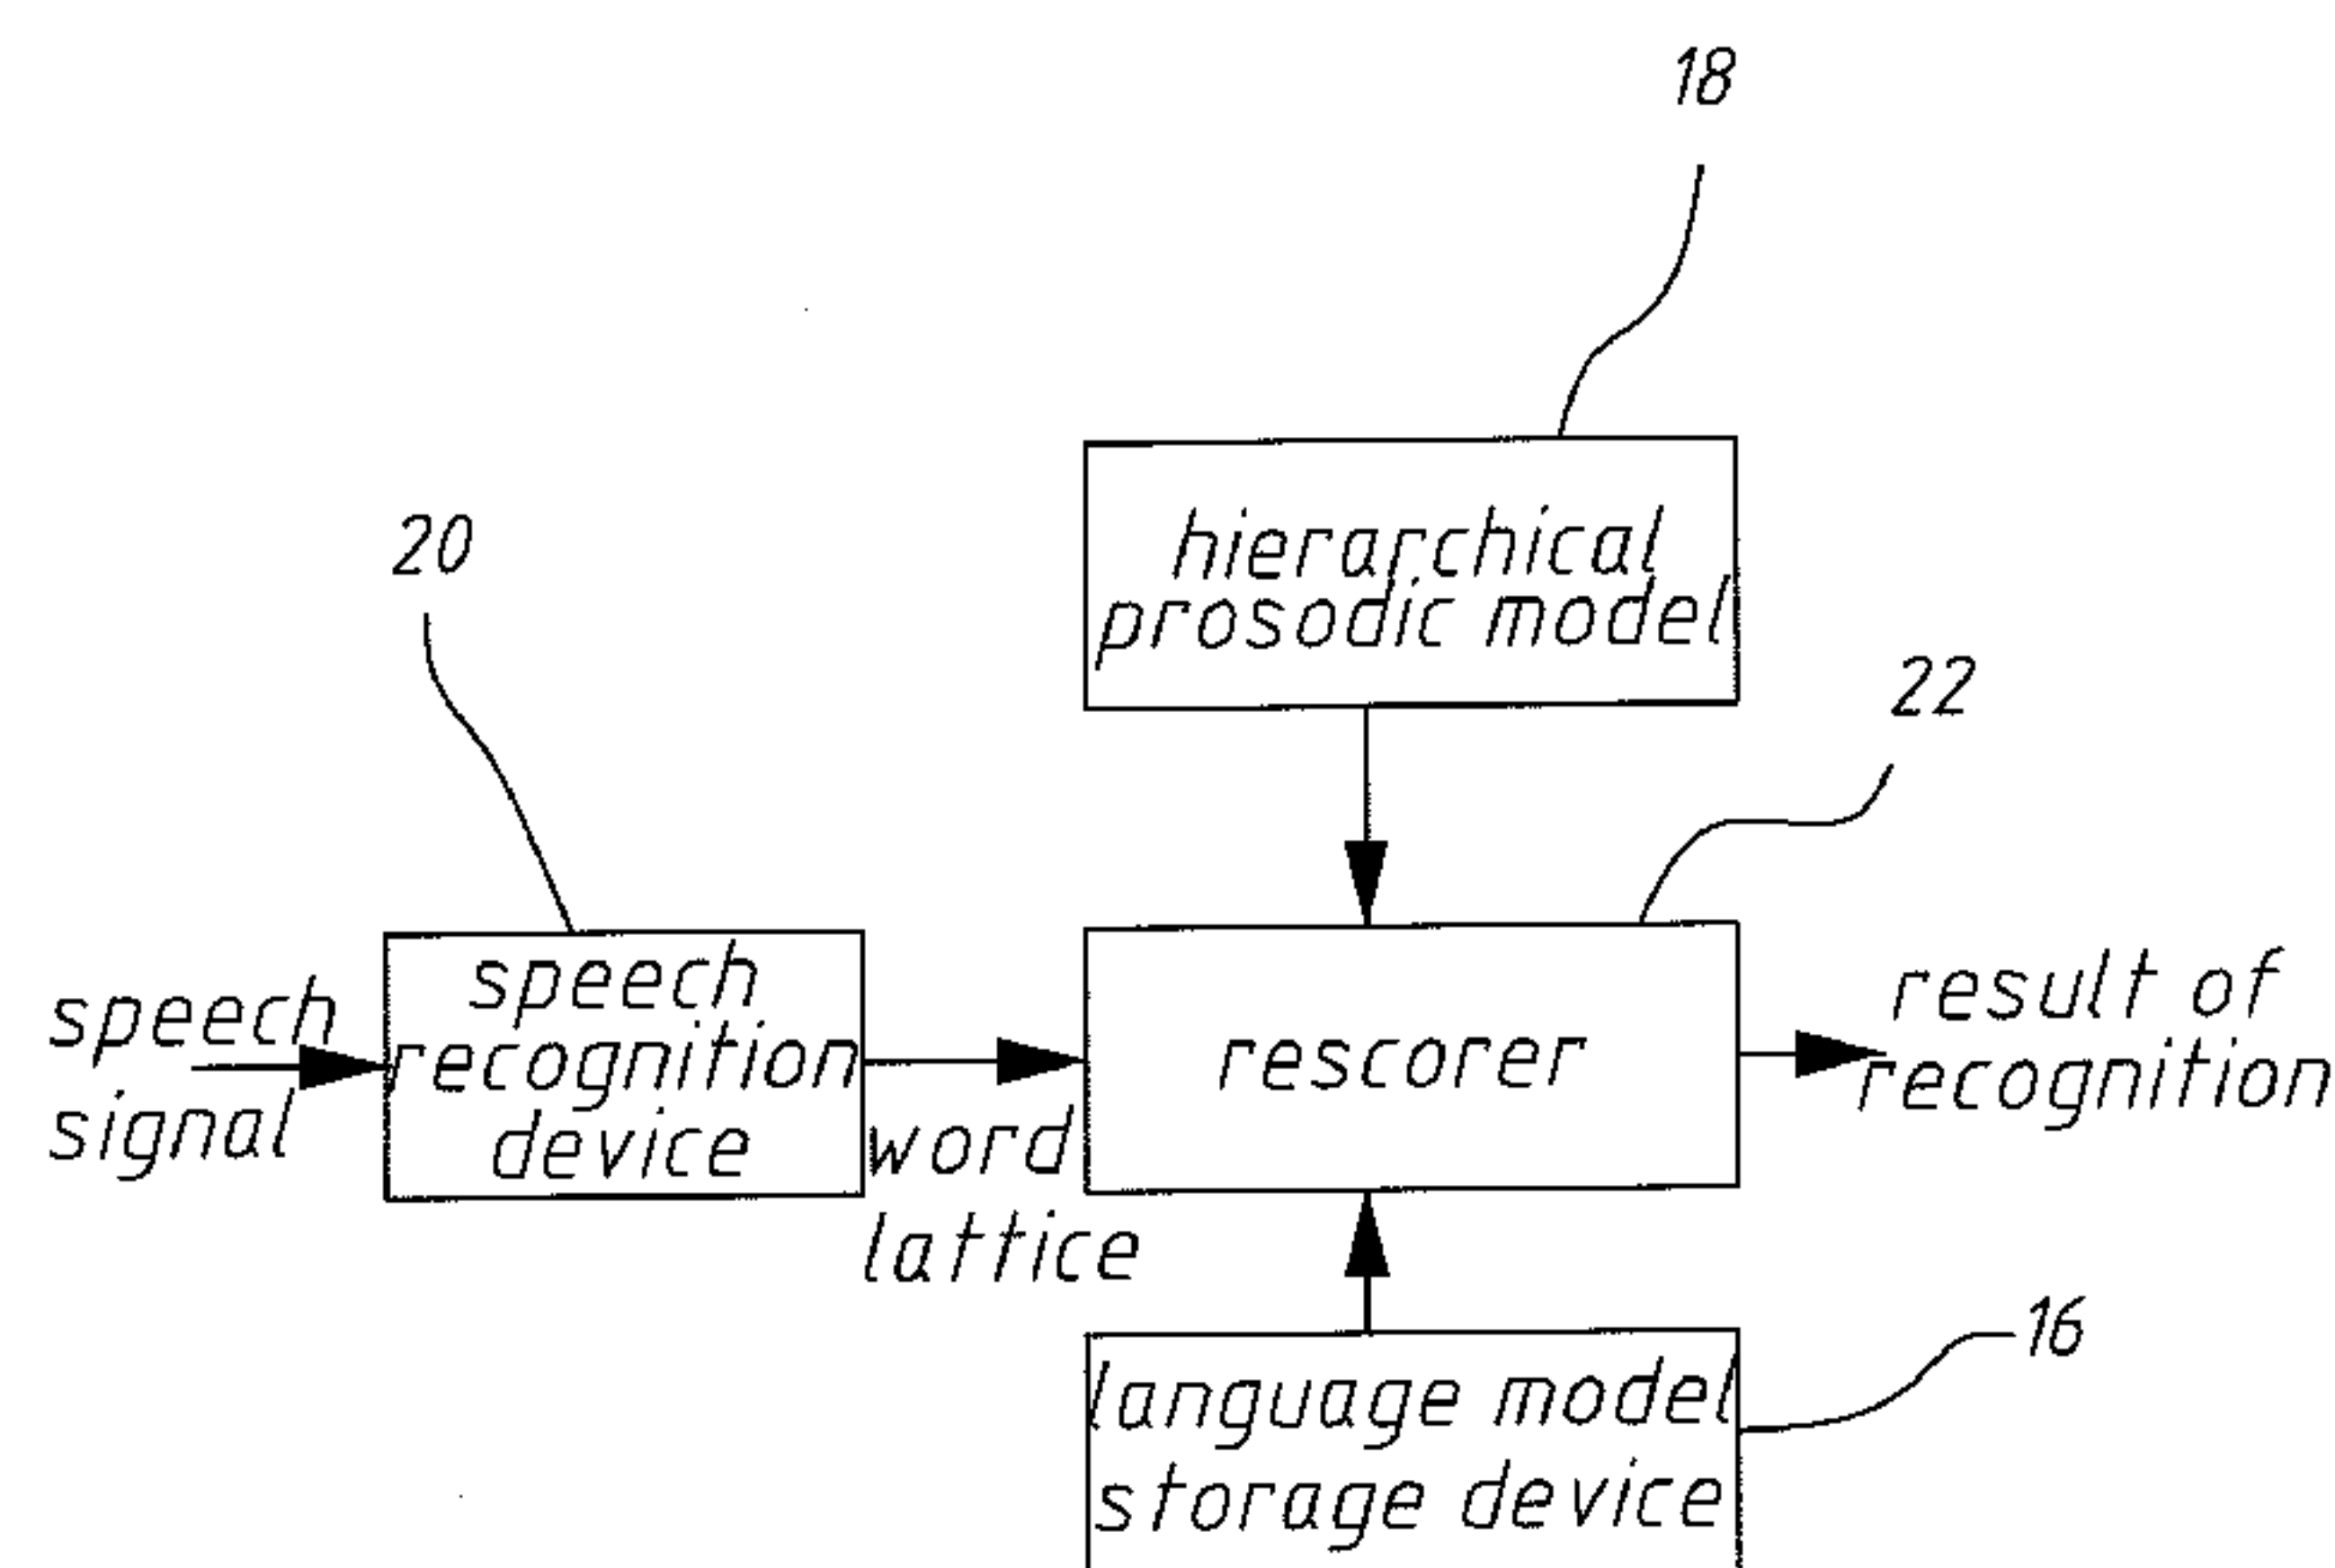 18
20
hierarchical
prosodic model
22
speech
signal
speech
recognition
device
word
lattice
rescorer
result of
recognition
16
language model
storage device